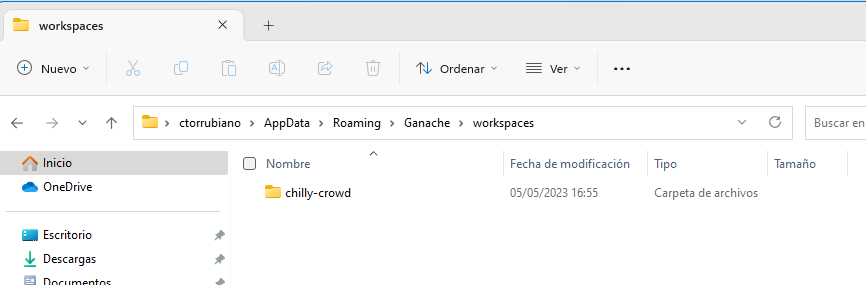 workspaces
Nuevo
Ordenar
Ver
ctorrubiano > AppData > Roaming > Ganache > workspaces
Buscar en
Inicio
OneDrive
Escritorio
Descargas
Documentos
Nombre Fecha de modificación Tipo Tamaño
chilly-crowd 05/05/2023 16:55 Carpeta de archivos